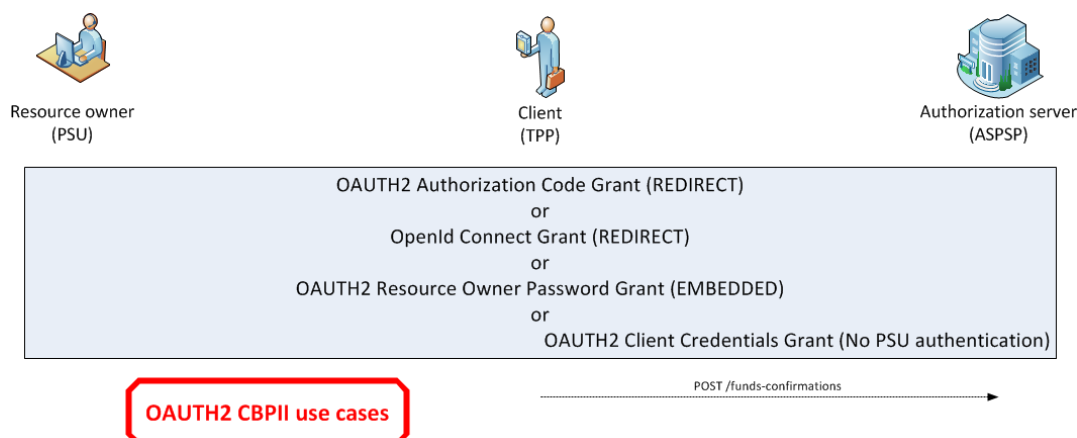 Resource owner
(PSU)
Client
(TPP)
Authorization server
(ASPSP)
OAUTH2 Authorization Code Grant (REDIRECT)
or
OpenId Connect Grant (REDIRECT)
or
OAUTH2 Resource Owner Password Grant (EMBEDDED)
or
OAUTH2 Client Credentials Grant (No PSU authentication)
POST /funds-confirmations
OAUTH2 CBPII use cases